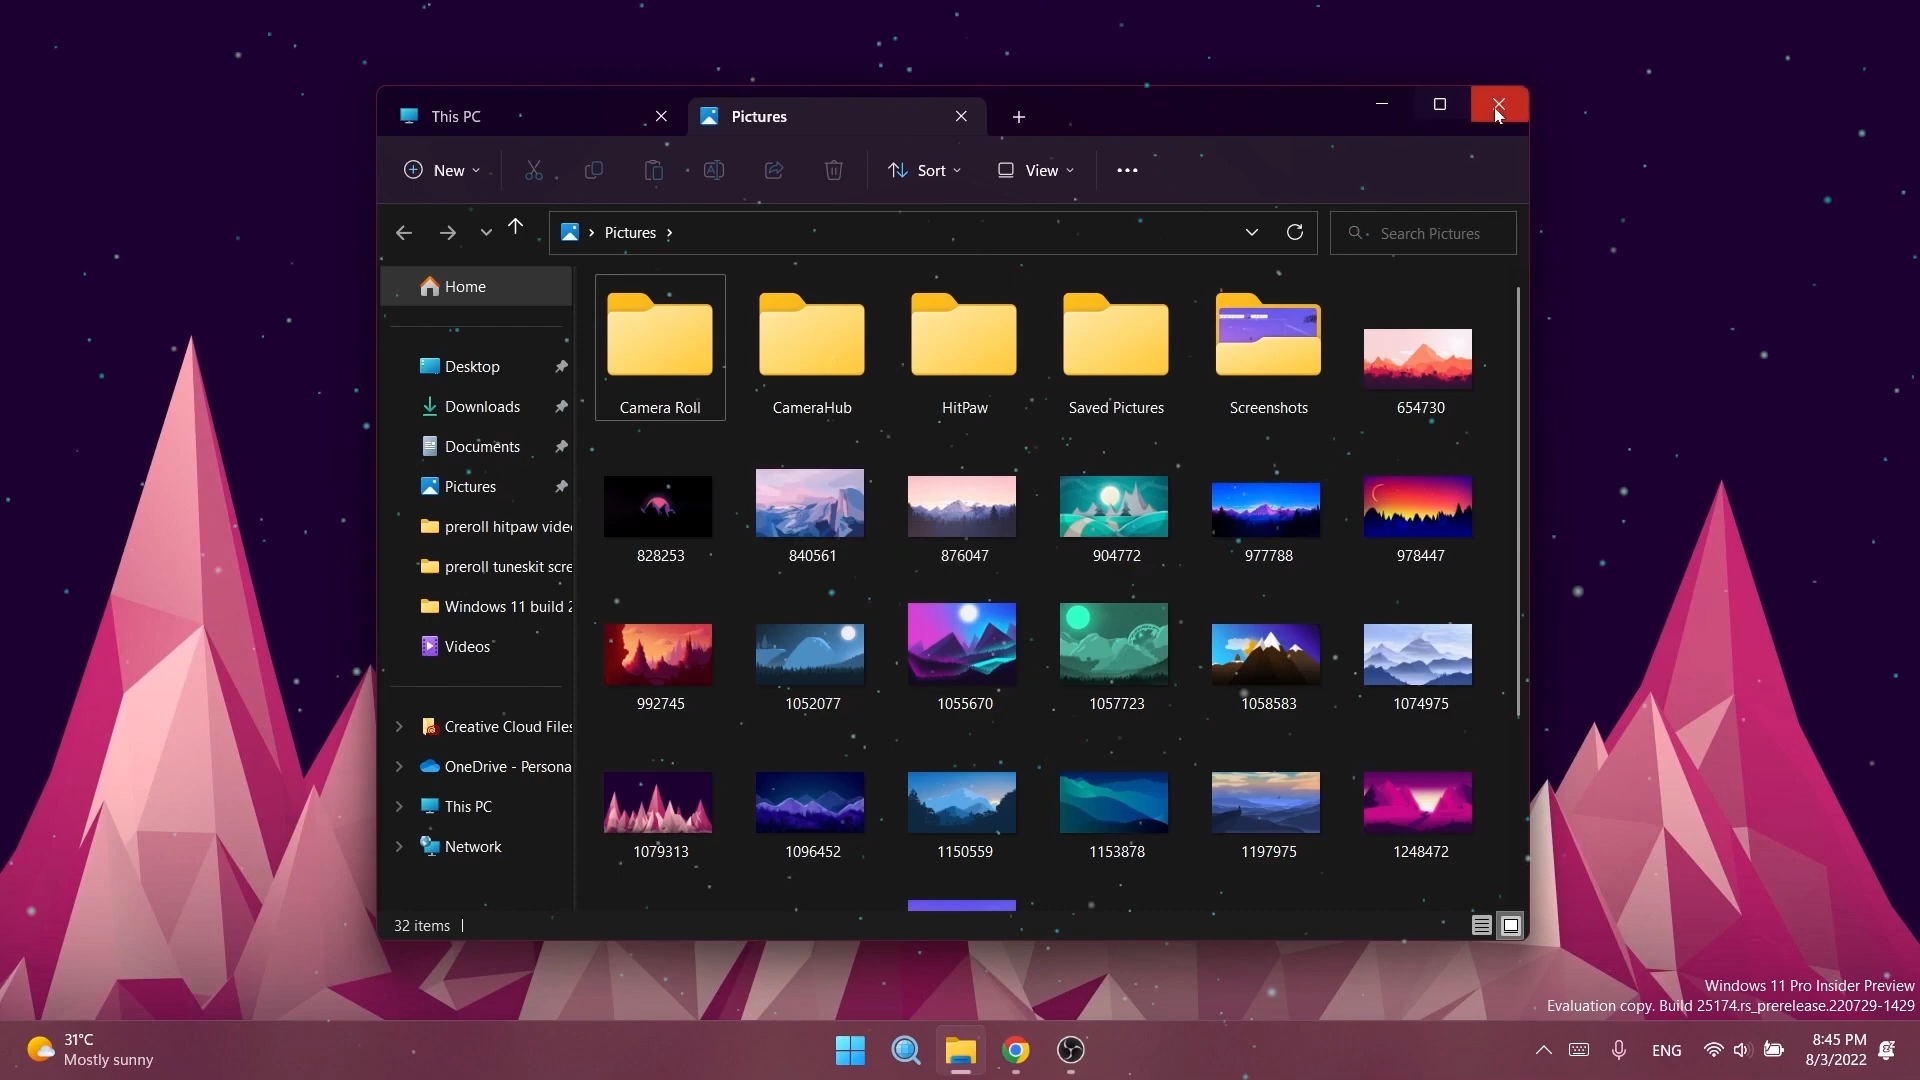 This PC
Pictures
New
Sort
View
Pictures
Search Pictures
Home
Desktop
Downloads
Documents
Pictures
preroll hitpaw vide
preroll tuneskit scre
Windows 11 build 2
Videos
Creative Cloud Files
OneDrive - Persona
This PC
Network
Camera Roll
CameraHub
HitPaw
Saved Pictures
Screenshots
654730
828253
840561
876047
904772
977788
978447
992745
1052077
1055670
1057723
1058583
1074975
1079313
1096452
1150559
1153878
1197975
1248472
32 items
Windows 11 Pro Insider Preview
Evaluation copy. Build 25174.rs_prerelease.220729-1429
31°C
Mostly sunny
ENG
8:45 PM
8/3/2022